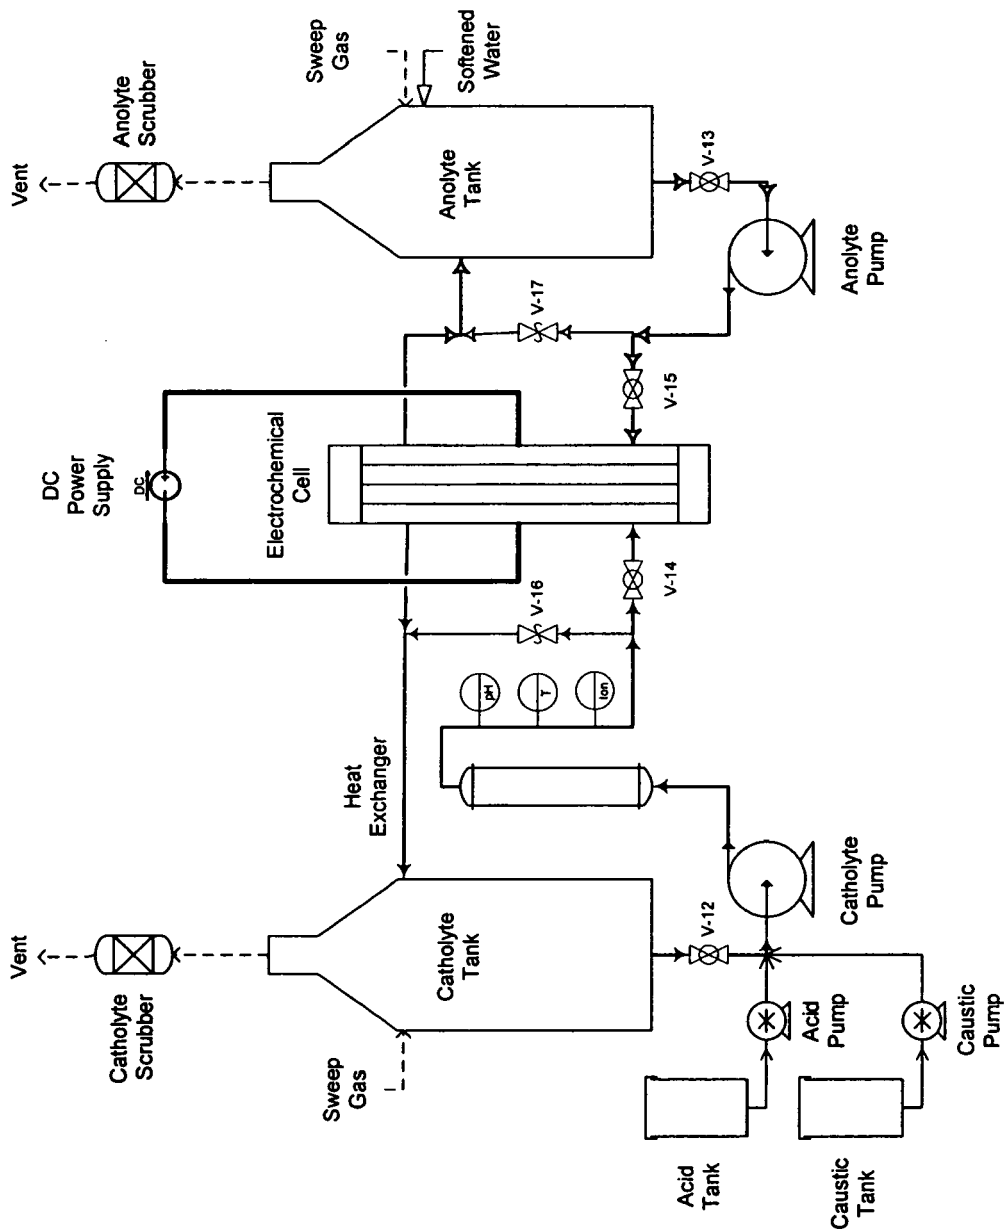 Vent
Catholyte
Scrubber
Vent
Anolyte
Scrubber
DC
Power
Supply
DC
Sweep
Gas
Sweep
Gas
Softened
Water
Electrochemical
Cell
Heat
Exchanger
Catholyte
Tank
Anolyte
Tank
pH
T
Ion
V-16
V-17
V-14
V-15
V-12
V-13
Catholyte
Pump
Anolyte
Pump
Acid
Tank
Acid
Pump
Caustic
Tank
Caustic
Pump